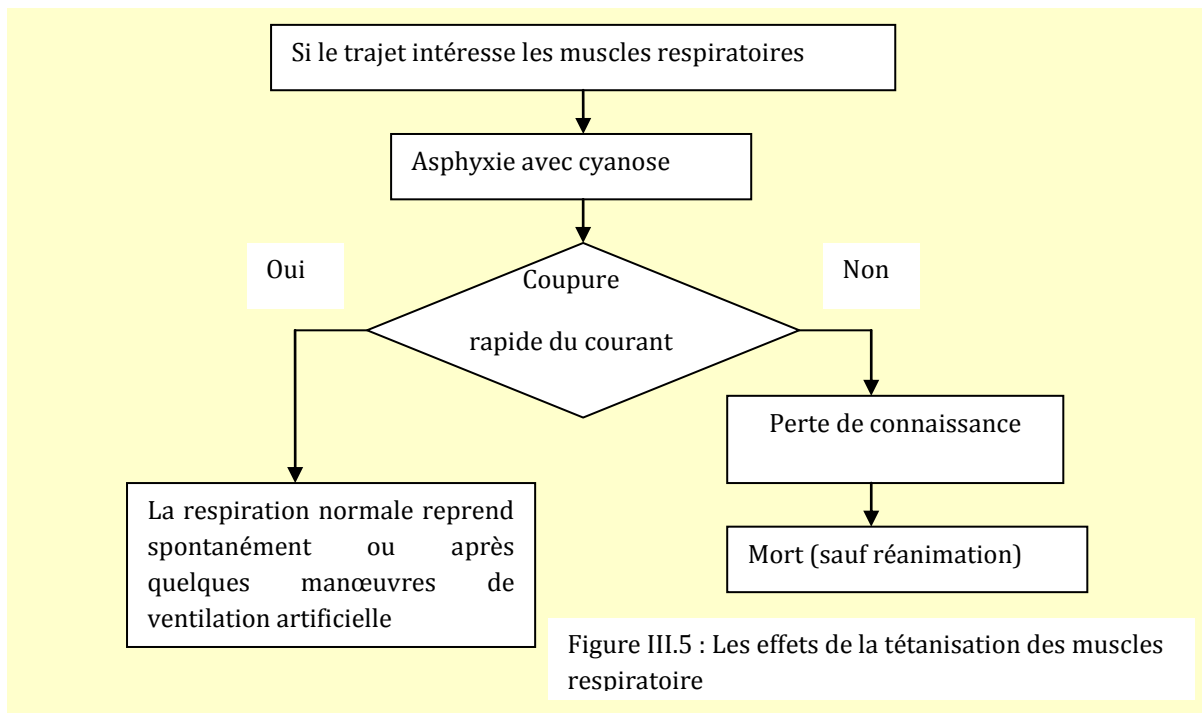 Si le trajet intéresse les muscles respiratoires
Asphyxie avec cyanose
Oui
Non
Coupure
rapide du courant
Perte de connaissance
La respiration normale reprend
spontanément ou après
quelques manœuvres de
ventilation artificielle
Mort (sauf réanimation)
Figure III.5 : Les effets de la tétanisation des muscles
respiratoire